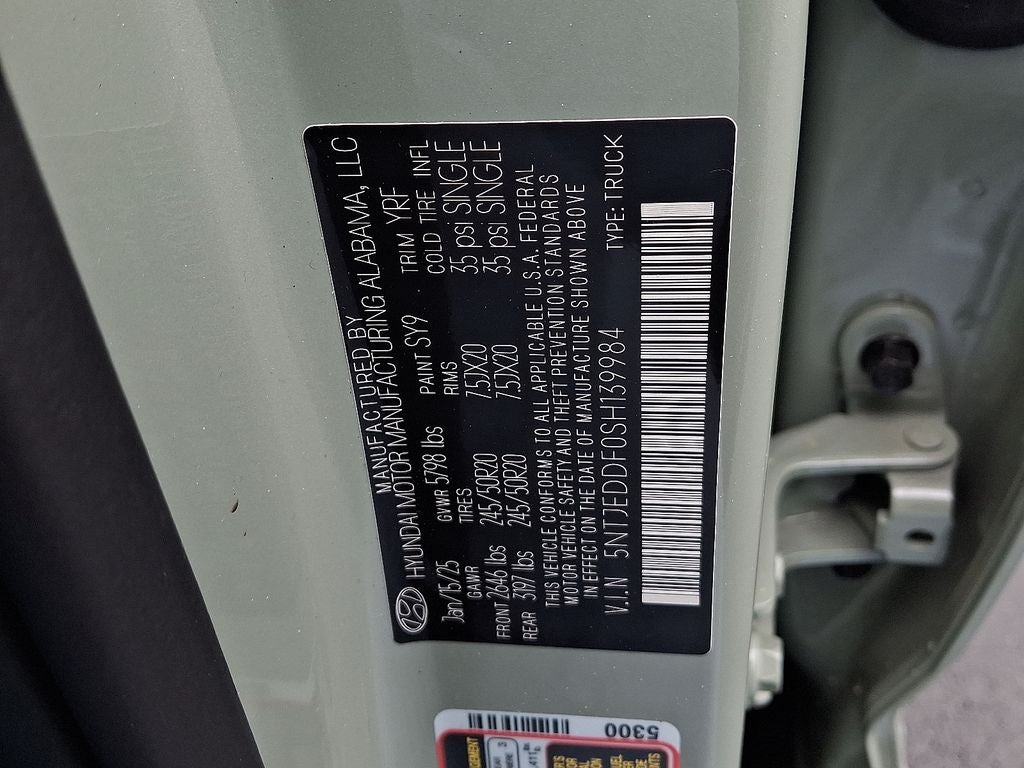 MANUFACTURED BY
HYUNDAI MOTOR MANUFACTURING ALABAMA, LLC
Jan/15/25 GVWR 5798 lbs PAINT SY9 TRIM YRF
GAWR TIRES RIMS COLD TIRE INFL
FRONT 2646 lbs 245/50R20 7.5JX20 35 psi SINGLE
REAR 3197 lbs 245/50R20 7.5JX20 35 psi SINGLE
THIS VEHICLE CONFORMS TO ALL APPLICABLE U.S.A. FEDERAL
MOTOR VEHICLE SAFETY AND THEFT PREVENTION STANDARDS
IN EFFECT ON THE DATE OF MANUFACTURE SHOWN ABOVE
V.I.N 5NTJEDDF0SH139984 TYPE: TRUCK
5300